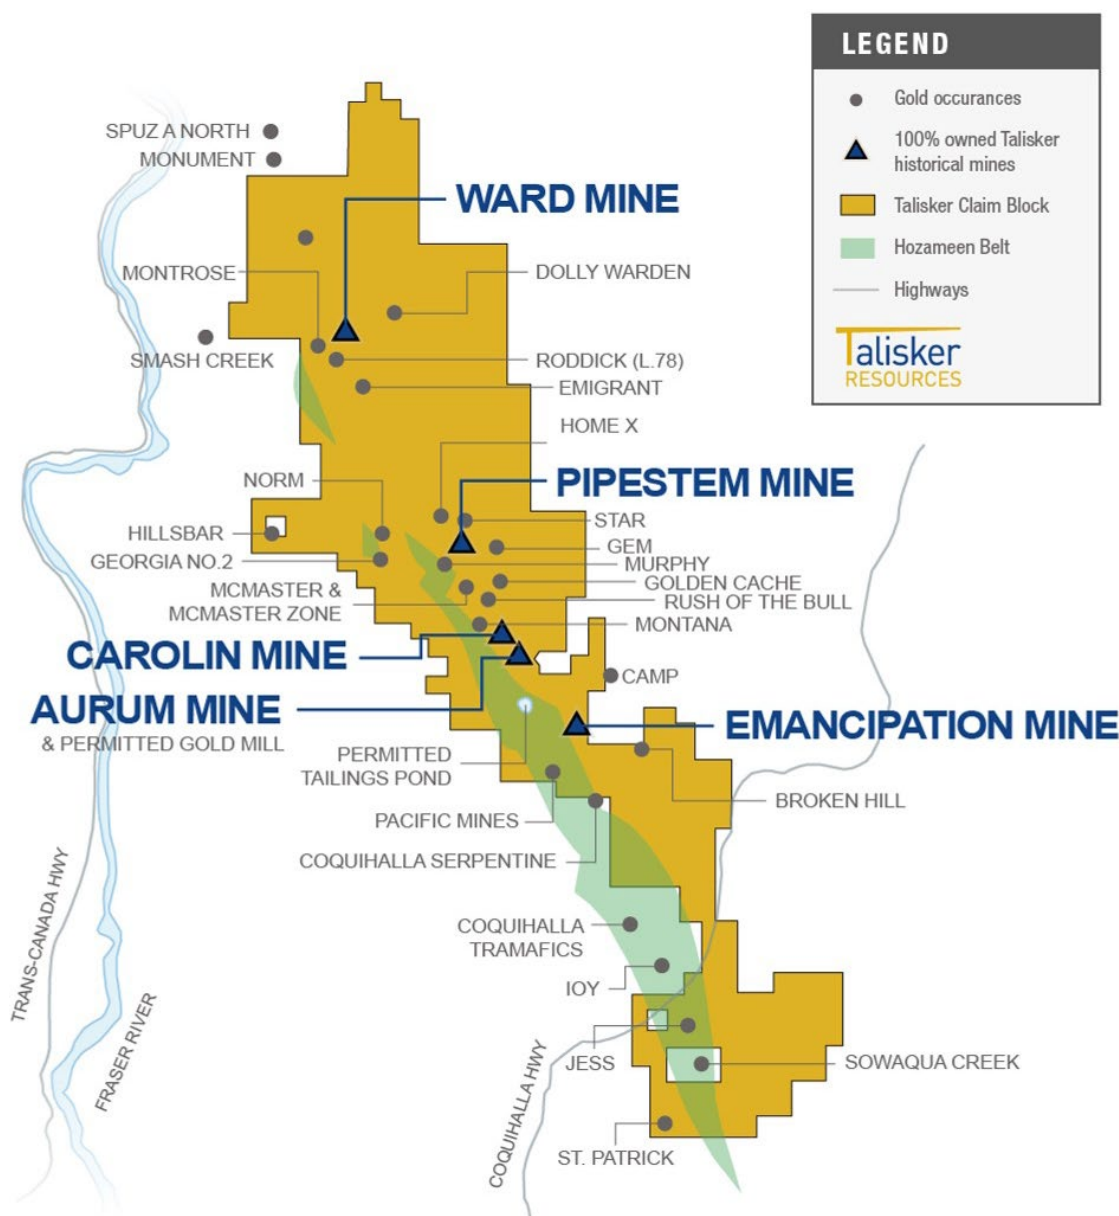 LEGEND
Gold occurances
100% owned Talisker
historical mines
Talisker Claim Block
Hozameen Belt
Highways
Talisker
RESOURCES
SPUZ A NORTH
MONUMENT
WARD MINE
MONTROSE
DOLLY WARDEN
SMASH CREEK
RODDICK (L.78)
EMIGRANT
HOME X
NORM
PIPESTEM MINE
HILLSBAR
STAR
GEORGIA NO.2
GEM
MURPHY
MCMASTER &
MCMASTER ZONE
GOLDEN CACHE
RUSH OF THE BULL
MONTANA
CAROLIN MINE
CAMP
AURUM MINE
& PERMITTED GOLD MILL
EMANCIPATION MINE
PERMITTED
TAILINGS POND
BROKEN HILL
PACIFIC MINES
COQUIHALLA SERPENTINE
COQUIHALLA
TRAMAFICS
IOY
TRANS-CANADA HWY
FRASER RIVER
COQUIHALLA HWY
JESS
SOWAQUA CREEK
ST. PATRICK